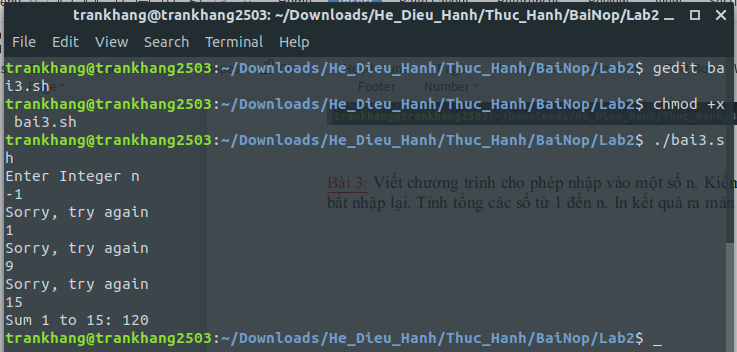 trankhang@trankhang2503: ~/Downloads/He_Dieu_Hanh/Thuc_Hanh/BaiNop/Lab2
File Edit View Search Terminal Help
trankhang@trankhang2503:~/Downloads/He_Dieu_Hanh/Thuc_Hanh/BaiNop/Lab2$ gedit ba
i3.sh
Footer Number
trankhang@trankhang2503:~/Downloads/He_Dieu_Hanh/Thuc_Hanh/BaiNop/Lab2$ chmod +x
bai3.sh
trankhang@trankhang2503:~/Downloads/He_Dieu_Hanh/Thuc_Hanh/BaiNop/Lab2$ ./bai3.s
h
Enter Integer n
-1
Sorry, try again
1
Sorry, try again
9
Sorry, try again
15
Sum 1 to 15: 120
trankhang@trankhang2503:~/Downloads/He_Dieu_Hanh/Thuc_Hanh/BaiNop/Lab2$ _
Bài 3: Viết chương trình cho phép nhập vào một số n. Kiểm
bắt nhập lại. Tính tổng các số từ 1 đến n. In kết quả ra màn